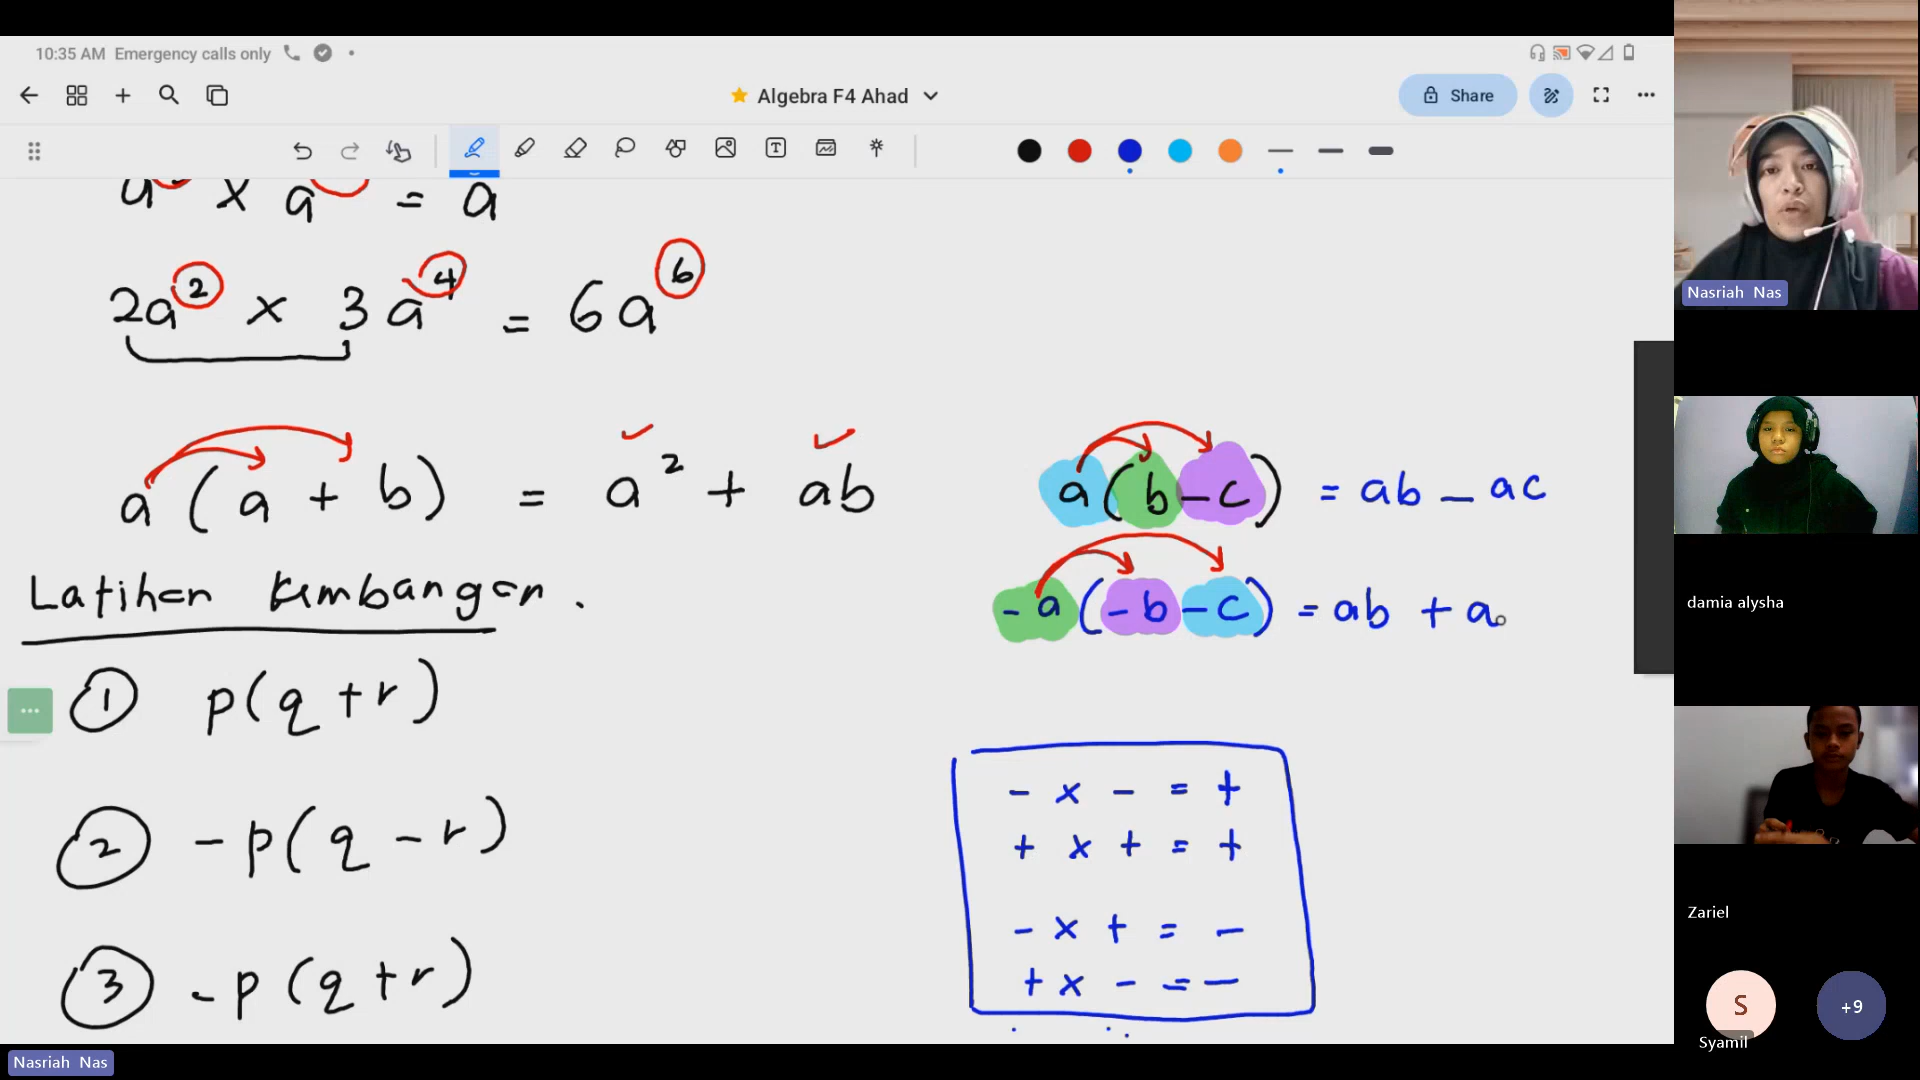 10:35 AM Emergency calls only
Algebra F4 Ahad
Share
a x a = a
2a² x 3a⁴ = 6a⁶
a (a + b) = a² + ab
a(b-c) = ab - ac
Latihan Kembangan.
-a(-b-c) = ab + a
① p(q+r)
② -p(q-r)
③ -p(q+r)
- x - = +
+ x + = +
- x + = -
+ x - = -
Nasriah Nas
Nasriah Nas
damia alysha
Zariel
S
+9
Syamil